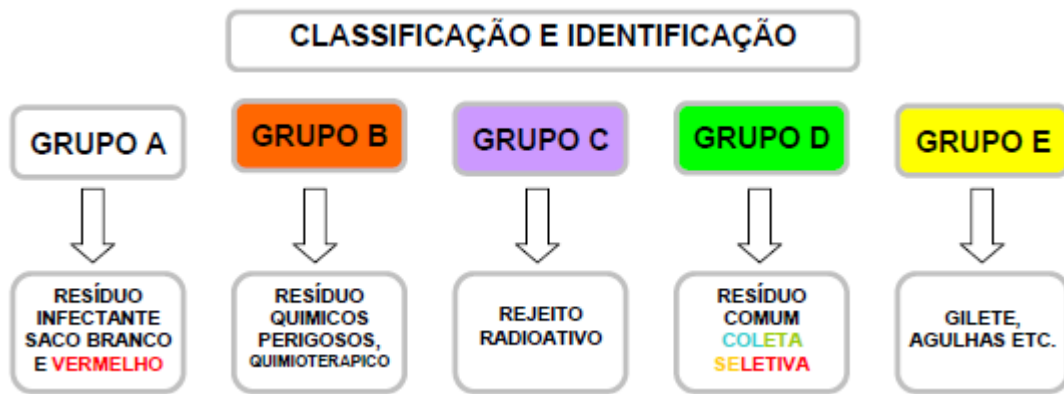 CLASSIFICAÇÃO E IDENTIFICAÇÃO
GRUPO A
GRUPO B
GRUPO C
GRUPO D
GRUPO E
RESÍDUO
INFECTANTE
SACO BRANCO
E VERMELHO
RESÍDUO
QUIMICOS
PERIGOSOS,
QUIMIOTERAPICO
REJEITO
RADIOATIVO
RESÍDUO
COMUM
COLETA
SELETIVA
GILETE,
AGULHAS ETC.